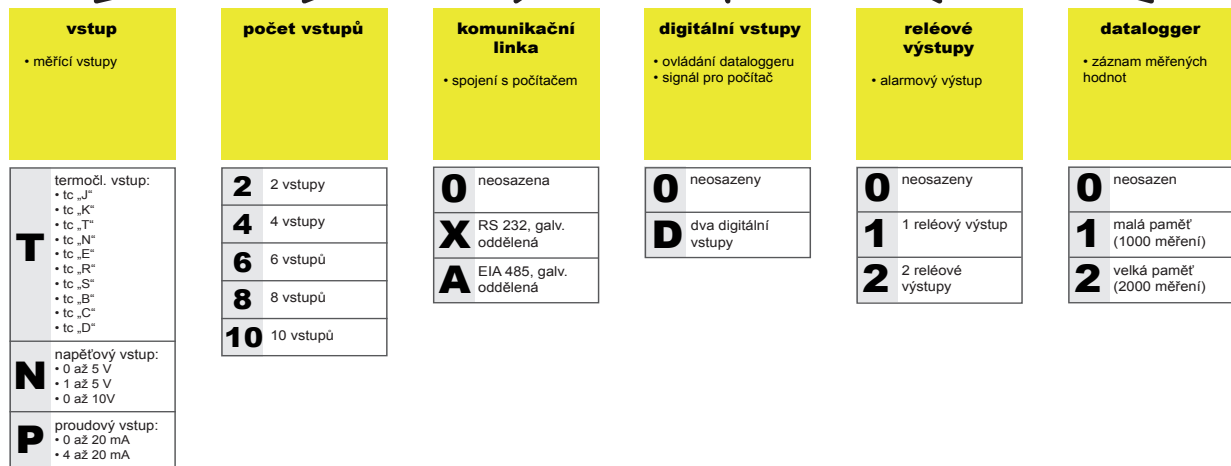 vstup
• měřící vstupy
T
termočl. vstup:
• tc „J“
• tc „K“
• tc „T“
• tc „N“
• tc „E“
• tc „R“
• tc „S“
• tc „B“
• tc „C“
• tc „D“
N
napěťový vstup:
• 0 až 5 V
• 1 až 5 V
• 0 až 10V
P
proudový vstup:
• 0 až 20 mA
• 4 až 20 mA
počet vstupů
2 2 vstupy
4 4 vstupy
6 6 vstupů
8 8 vstupů
10 10 vstupů
komunikační
linka
• spojení s počítačem
0 neosazena
X RS 232, galv.
oddělená
A EIA 485, galv.
oddělená
digitální vstupy
• ovládání dataloggeru
• signál pro počítač
0 neosazeny
D dva digitální
vstupy
reléové
výstupy
• alarmový výstup
0 neosazeny
1 1 reléový výstup
2 2 reléové
výstupy
datalogger
• záznam měřených
hodnot
0 neosazen
1 malá paměť
(1000 měření)
2 velká paměť
(2000 měření)